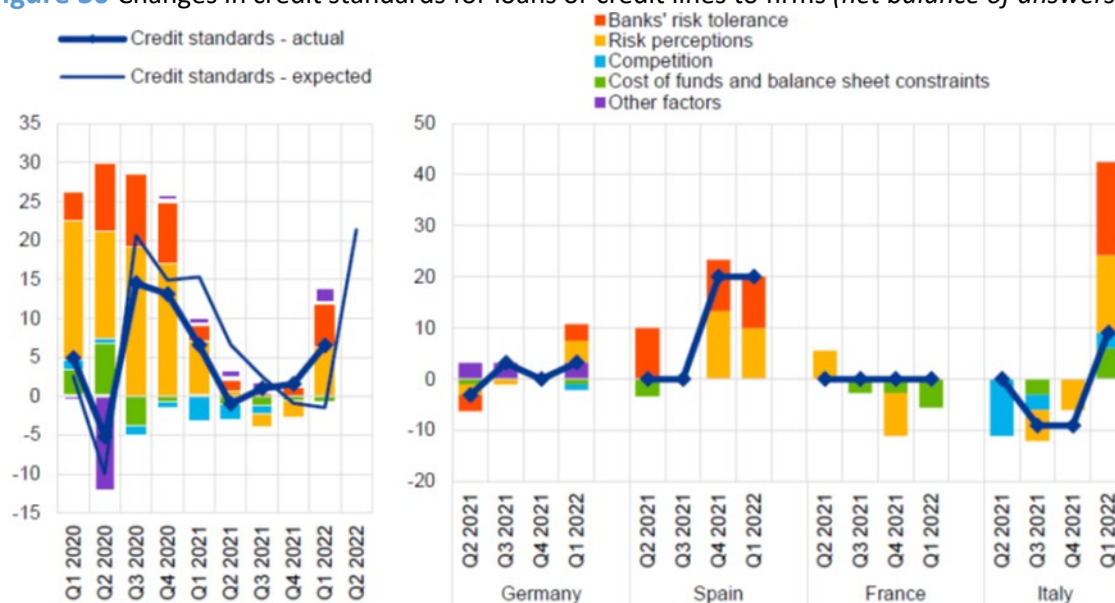 Changes in credit standards for loans or credit lines to firms (net balance of answers
Credit standards - actual
Credit standards - expected
Banks' risk tolerance
Risk perceptions
Competition
Cost of funds and balance sheet constraints
Other factors
35
30
25
20
15
10
5
0
-5
-10
-15
Q1 2020
Q2 2020
Q3 2020
Q4 2020
Q1 2021
Q2 2021
Q3 2021
Q4 2021
Q1 2022
Q2 2022
50
40
30
20
10
0
-10
-20
Q2 2021
Q3 2021
Q4 2021
Q1 2022
Q2 2021
Q3 2021
Q4 2021
Q1 2022
Q2 2021
Q3 2021
Q4 2021
Q1 2022
Q2 2021
Q3 2021
Q4 2021
Q1 2022
Germany
Spain
France
Italy